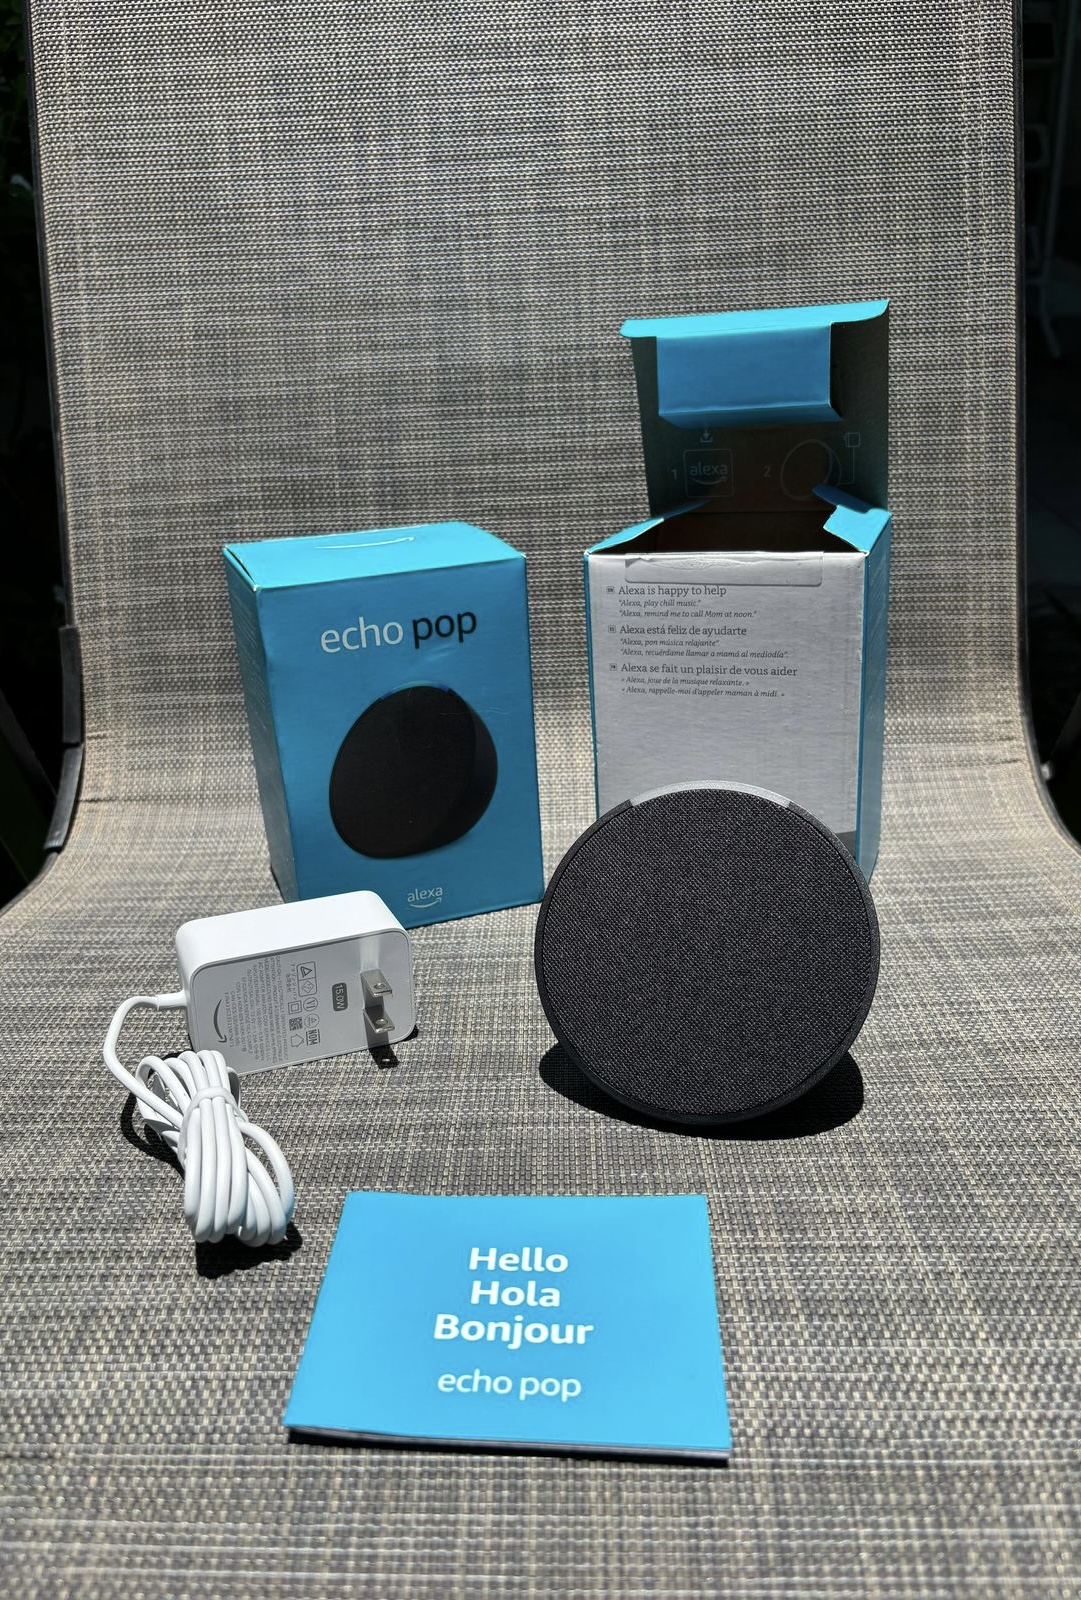 1 alexa 2
echo pop
alexa
Alexa is happy to help
"Alexa, play chill music."
"Alexa, remind me to call Mom at noon."
Alexa está feliz de ayudarte
"Alexa, pon música relajante".
"Alexa, recuérdame llamar a mamá al mediodía".
Alexa se fait un plaisir de vous aider
« Alexa, joue de la musique relaxante. »
« Alexa, rappelle-moi d'appeler maman à midi. »
15.0W
NOM
Hello
Hola
Bonjour
echo pop